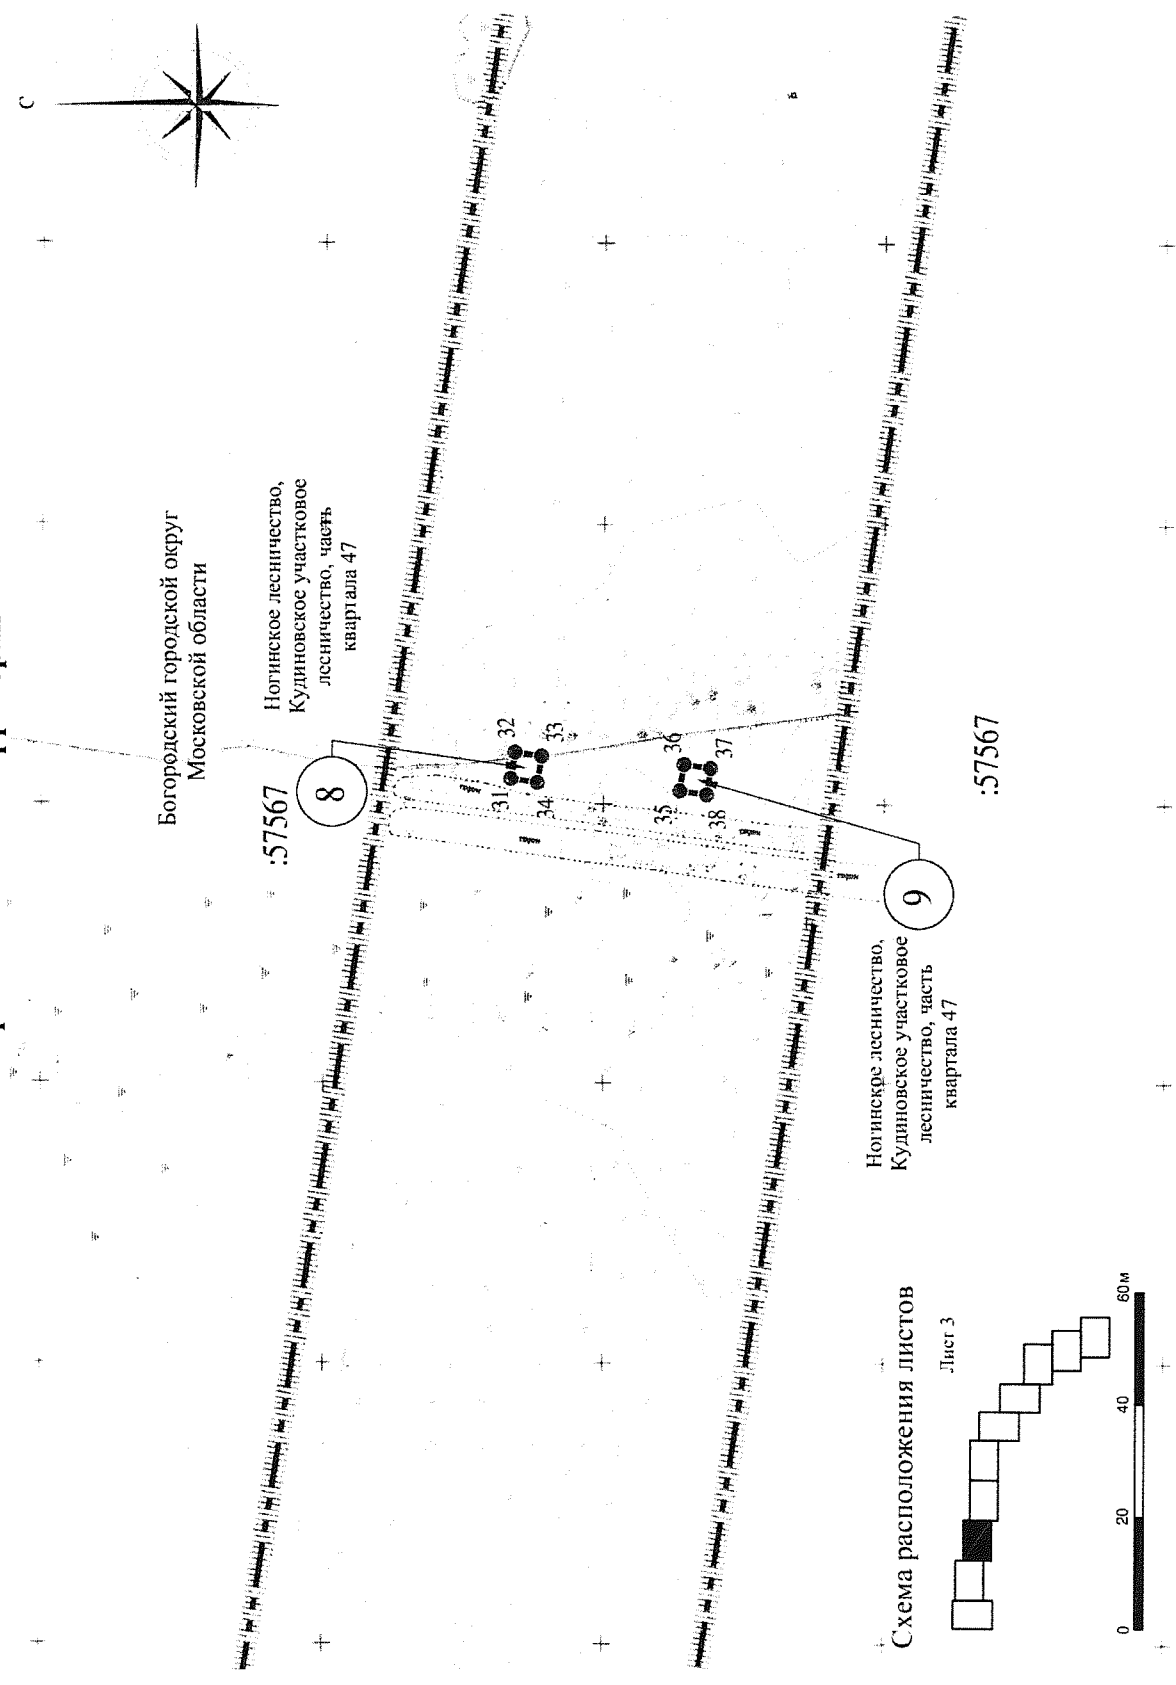 С
Богородский городской округ
Московской области
Ногинское лесничество,
Кудиновское участковое
лесничество, часть
квартала 47
:57567
8
31
32
33
34
35
36
37
38
:57567
9
Ногинское лесничество,
Кудиновское участковое
лесничество, часть
квартала 47
Схема расположения листов
Лист 3
0
20
40
60м